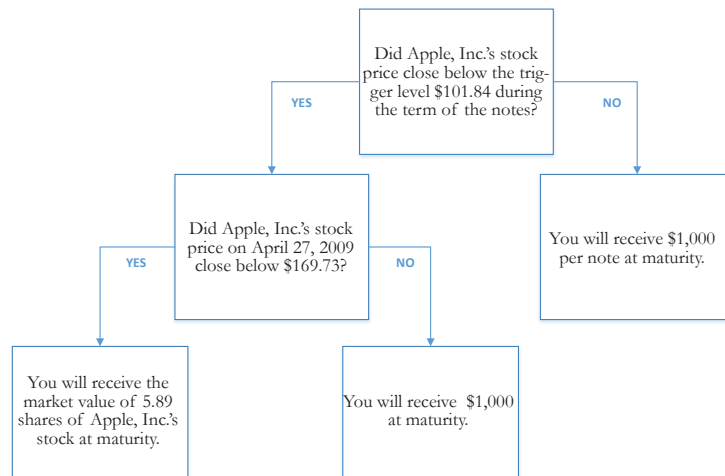 Did Apple, Inc.'s stock
price close below the trig-
ger level $101.84 during
the term of the notes?
YES
NO
Did Apple, Inc.'s stock
price on April 27, 2009
close below $169.73?
You will receive $1,000
per note at maturity.
YES
NO
You will receive the
market value of 5.89
shares of Apple, Inc.'s
stock at maturity.
You will receive $1,000
at maturity.